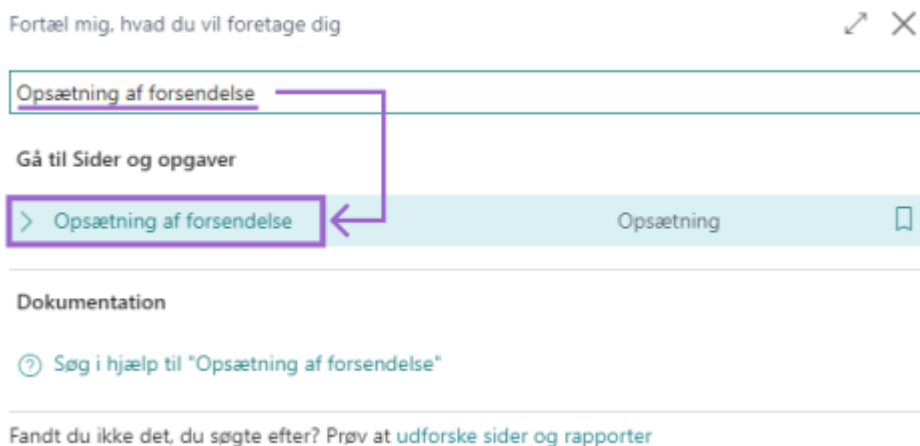 Fortæl mig, hvad du vil foretage dig
Opsætning af forsendelse
Gå til Sider og opgaver
Opsætning af forsendelse Opsætning
Dokumentation
Søg i hjælp til "Opsætning af forsendelse"
Fandt du ikke det, du søgte efter? Prøv at udforske sider og rapporter